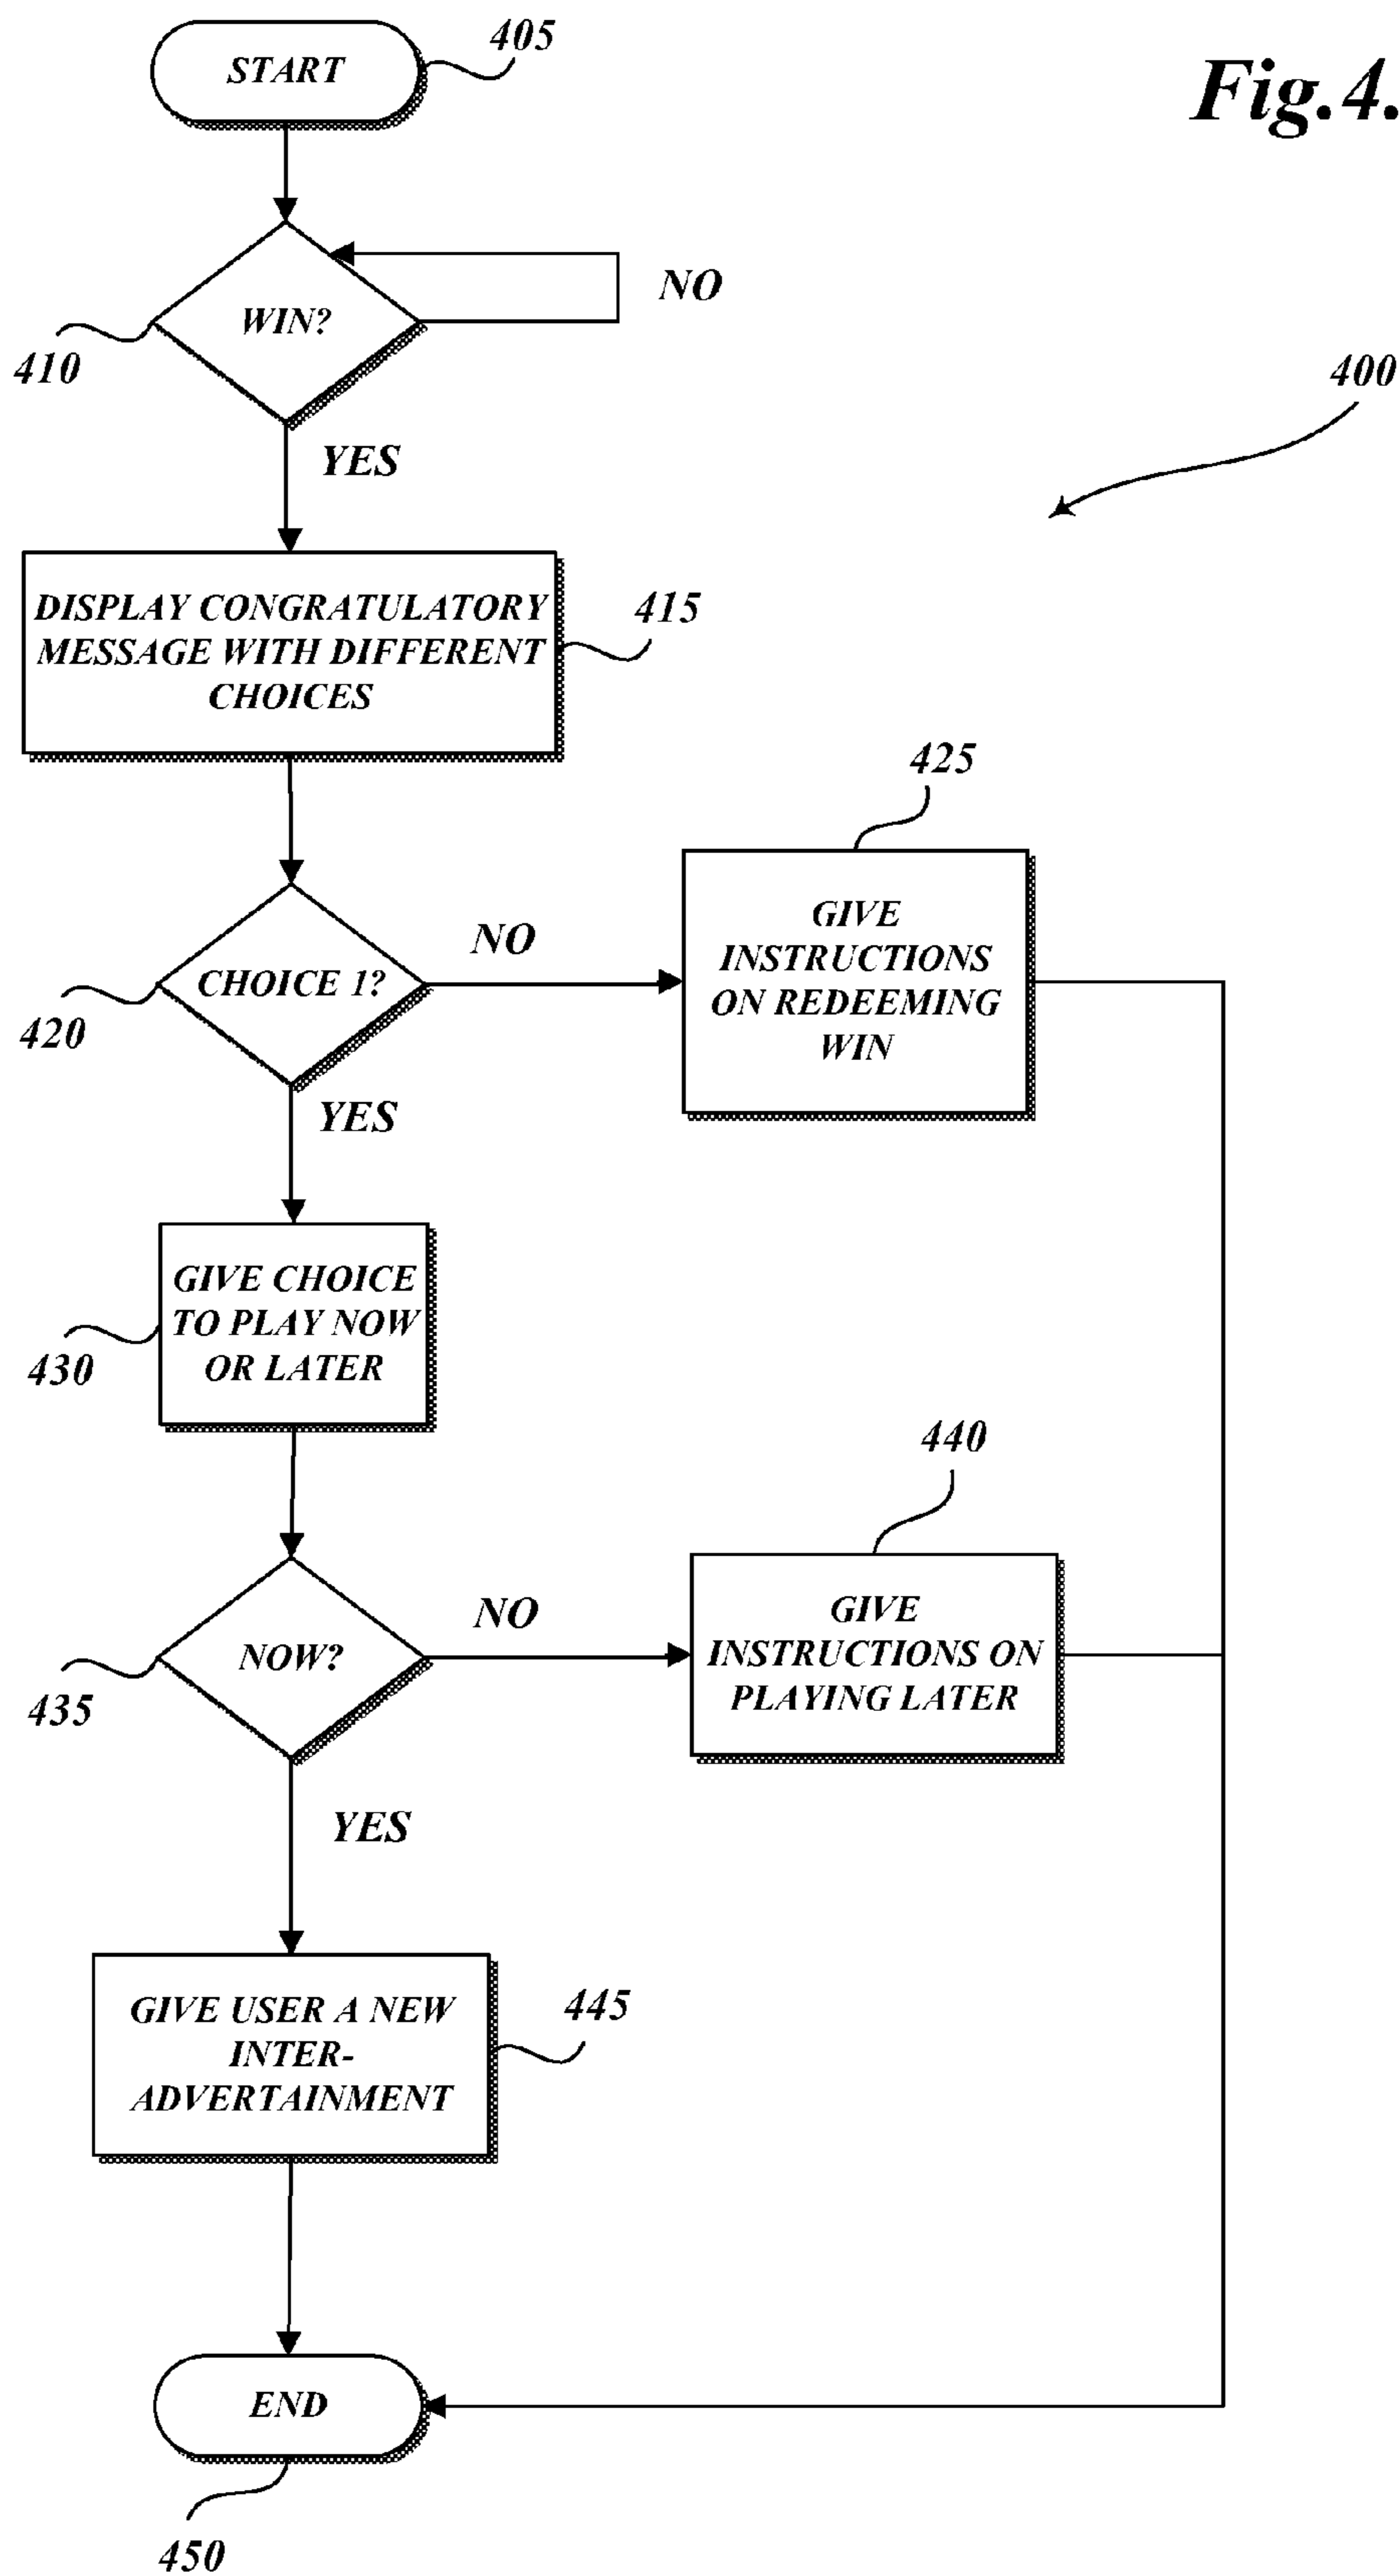 Fig.4.
START
405
WIN?
NO
410
400
YES
DISPLAY CONGRATULATORY
MESSAGE WITH DIFFERENT
CHOICES
415
425
CHOICE 1?
NO
GIVE
INSTRUCTIONS
ON REDEEMING
WIN
420
YES
GIVE CHOICE
TO PLAY NOW
OR LATER
430
440
NOW?
NO
GIVE
INSTRUCTIONS ON
PLAYING LATER
435
YES
GIVE USER A NEW
INTER-
ADVERTAINMENT
445
END
450